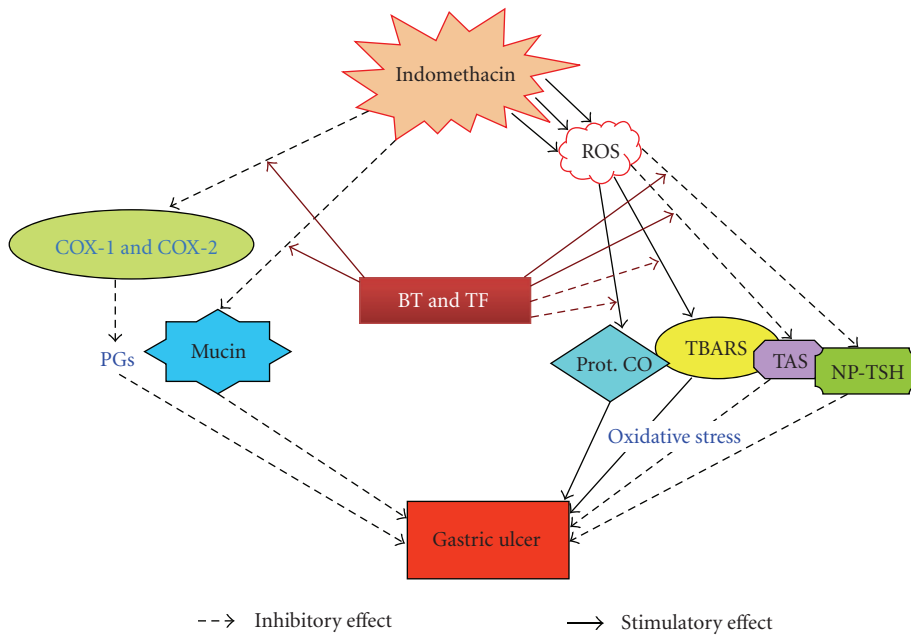 Indomethacin
ROS
COX-1 and COX-2
BT and TF
PGs
Mucin
Prot. CO
TBARS
TAS
NP-TSH
Oxidative stress
Gastric ulcer
Inhibitory effect
Stimulatory effect